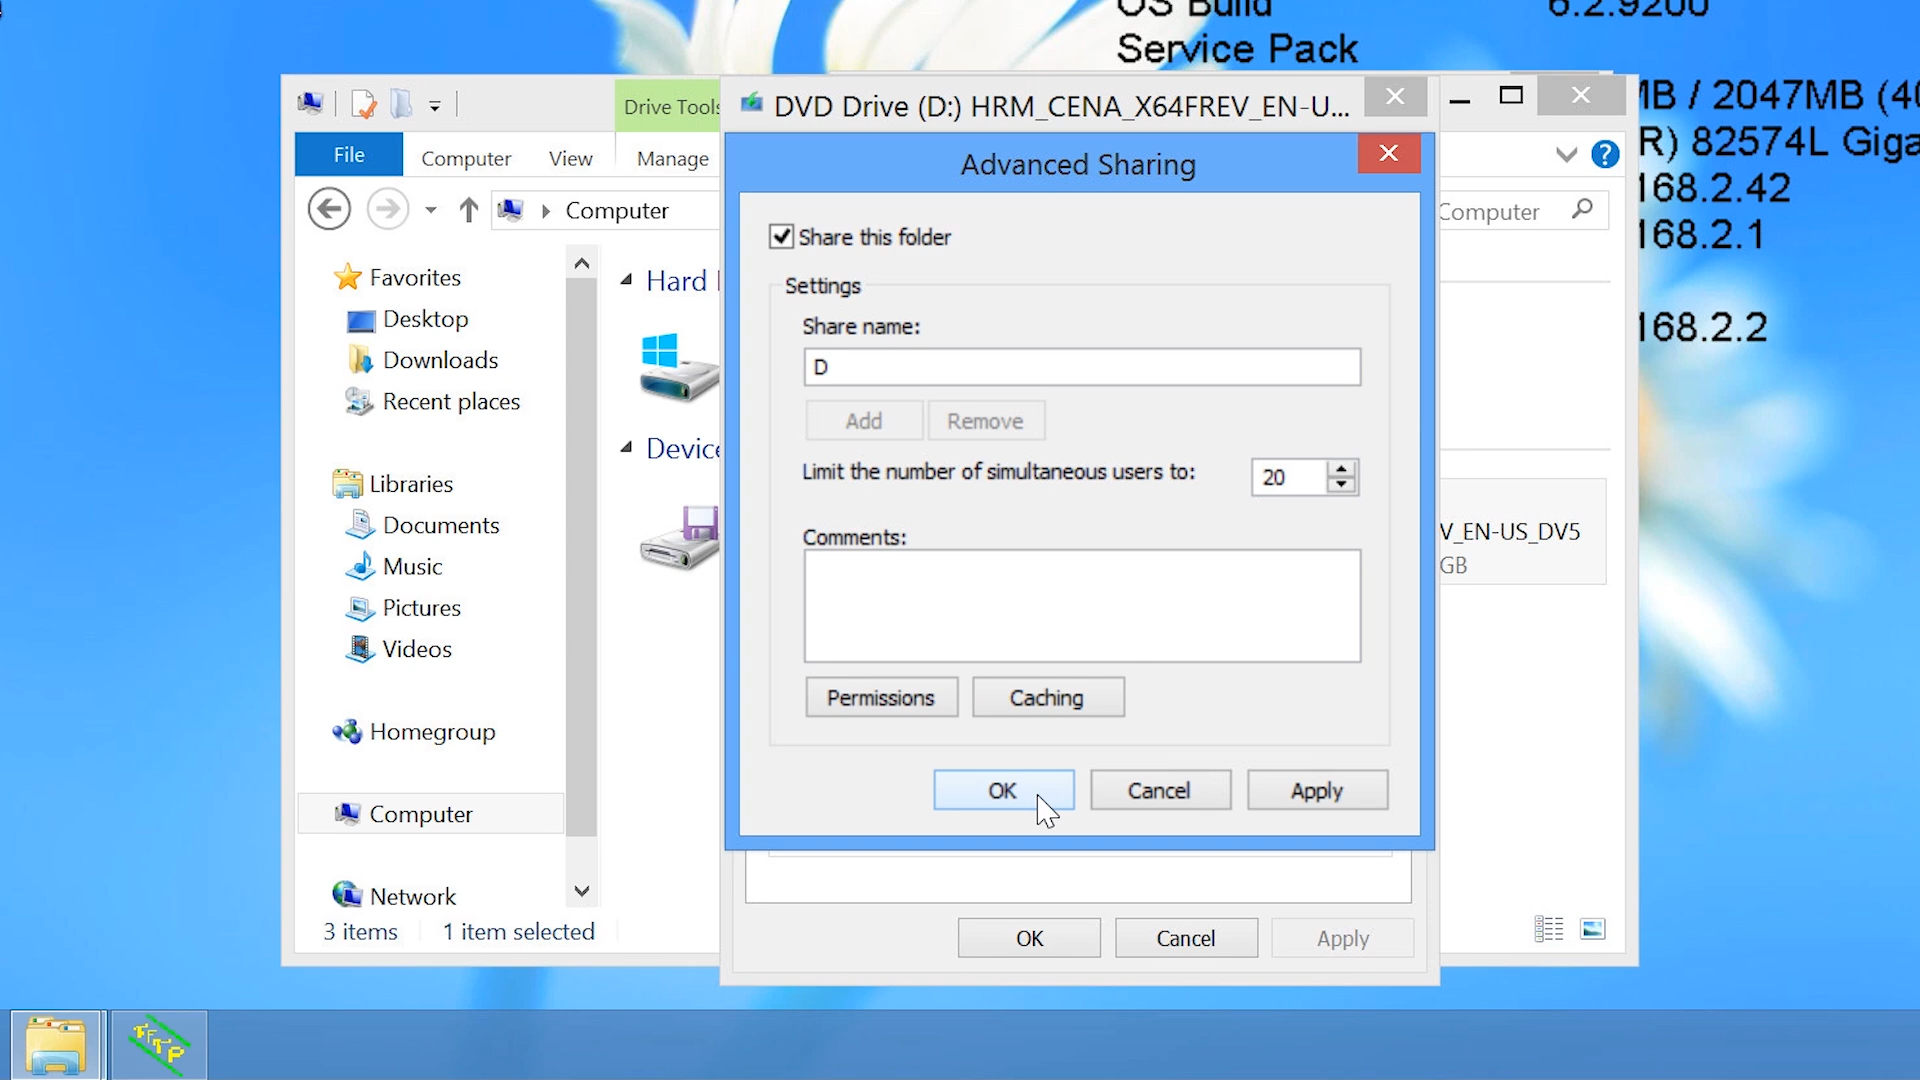 OS Build 6.2.9200
Service Pack
MB / 2047MB (40
R) 82574L Giga
168.2.42
168.2.1
168.2.2
Drive Tools
DVD Drive (D:) HRM_CENA_X64FREV_EN-U...
File
Computer
View
Manage
Computer
Computer
Advanced Sharing
Share this folder
Settings
Share name:
D
Add
Remove
Limit the number of simultaneous users to:
20
Comments:
Permissions
Caching
OK
Cancel
Apply
Favorites
Desktop
Downloads
Recent places
Libraries
Documents
Music
Pictures
Videos
Homegroup
Computer
Network
Hard
Device
V_EN-US_DV5
GB
3 items
1 item selected
OK
Cancel
Apply
TFTP